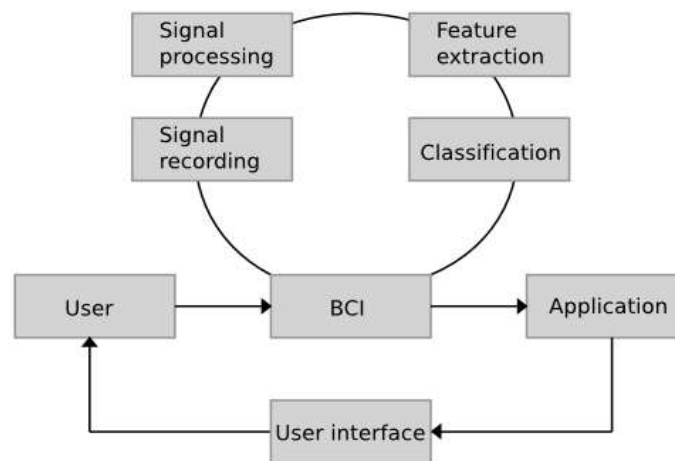 Signal
processing
Feature
extraction
Signal
recording
Classification
User
BCI
Application
User interface